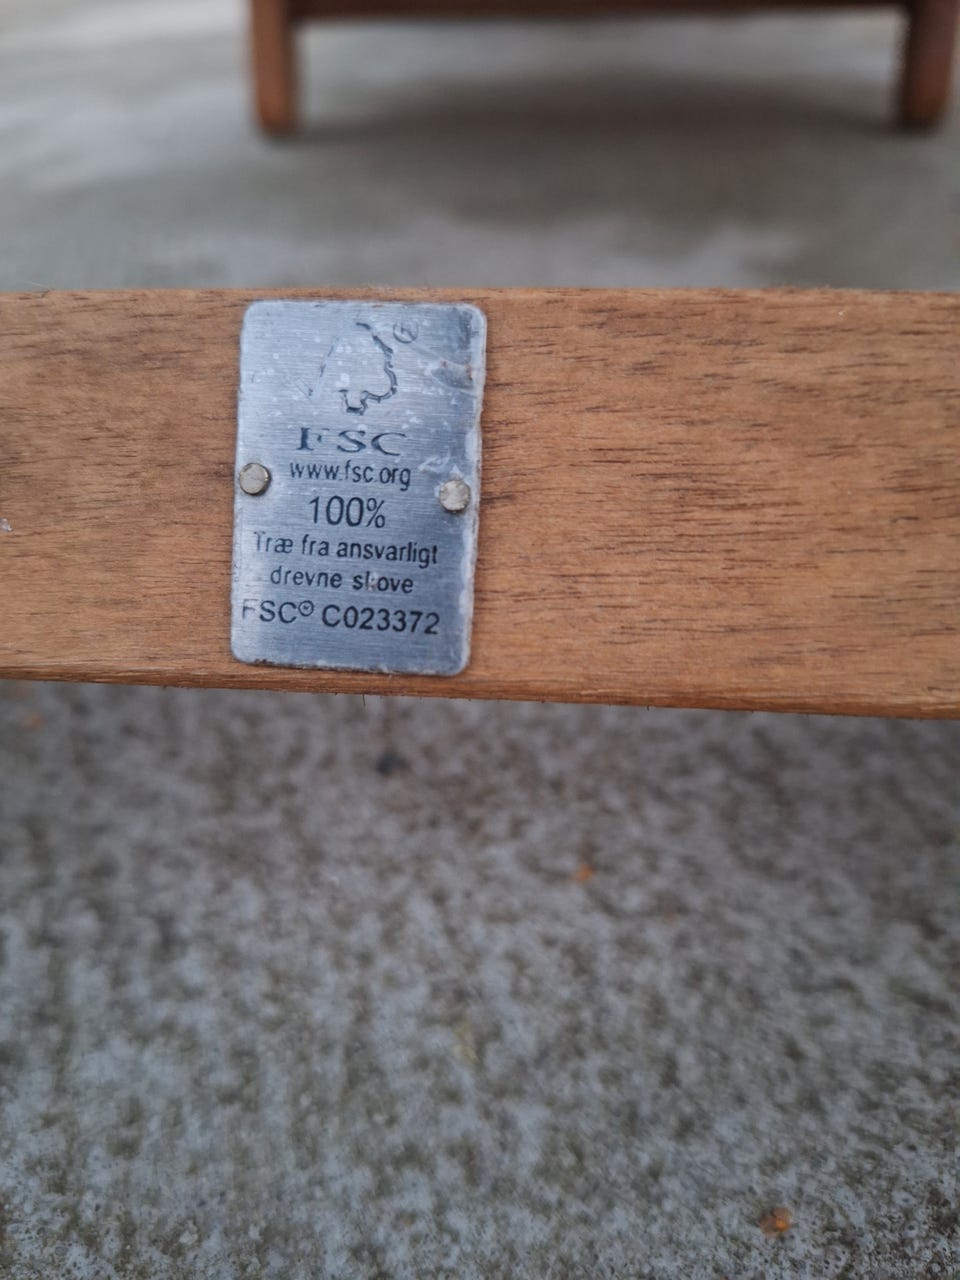 ®
FSC
www.fsc.org
100%
Træ fra ansvarligt
drevne skove
FSC® C023372